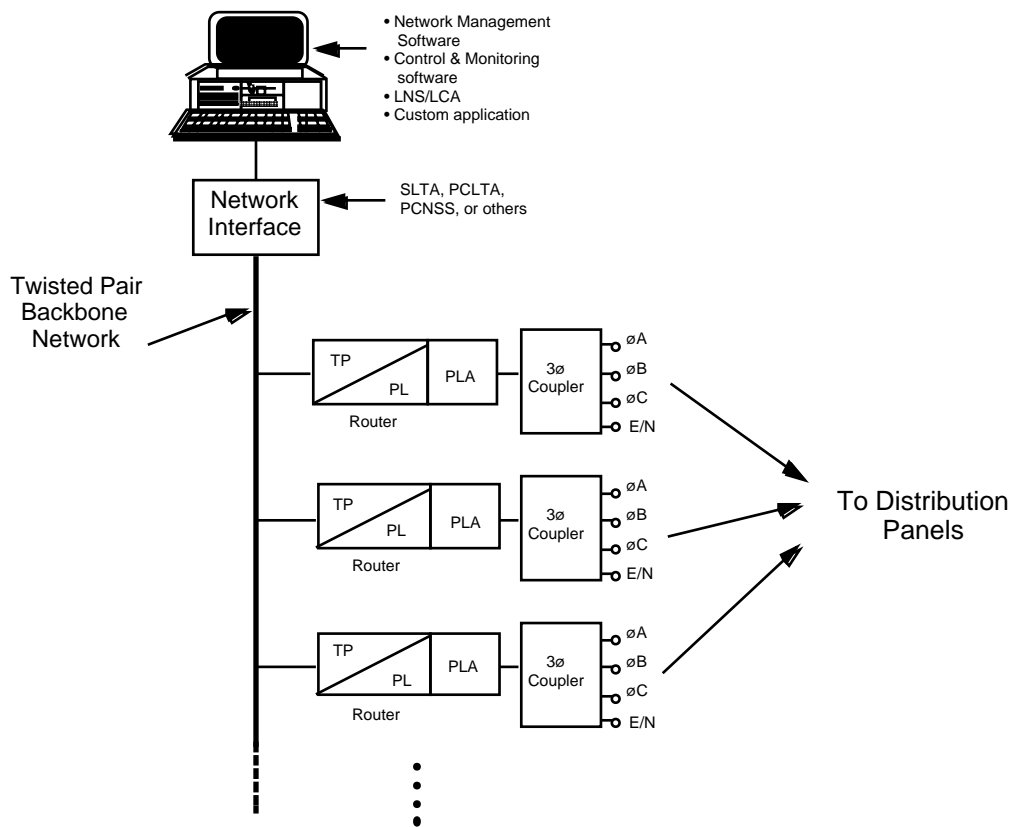 • Network Management
Software
• Control & Monitoring
software
• LNS/LCA
• Custom application
Network
Interface
SLTA, PCLTA,
PCNSS, or others
Twisted Pair
Backbone
Network
TP
PL
PLA
Router
3ø
Coupler
øA
øB
øC
E/N
TP
PL
PLA
Router
3ø
Coupler
øA
øB
øC
E/N
To Distribution
Panels
TP
PL
PLA
Router
3ø
Coupler
øA
øB
øC
E/N